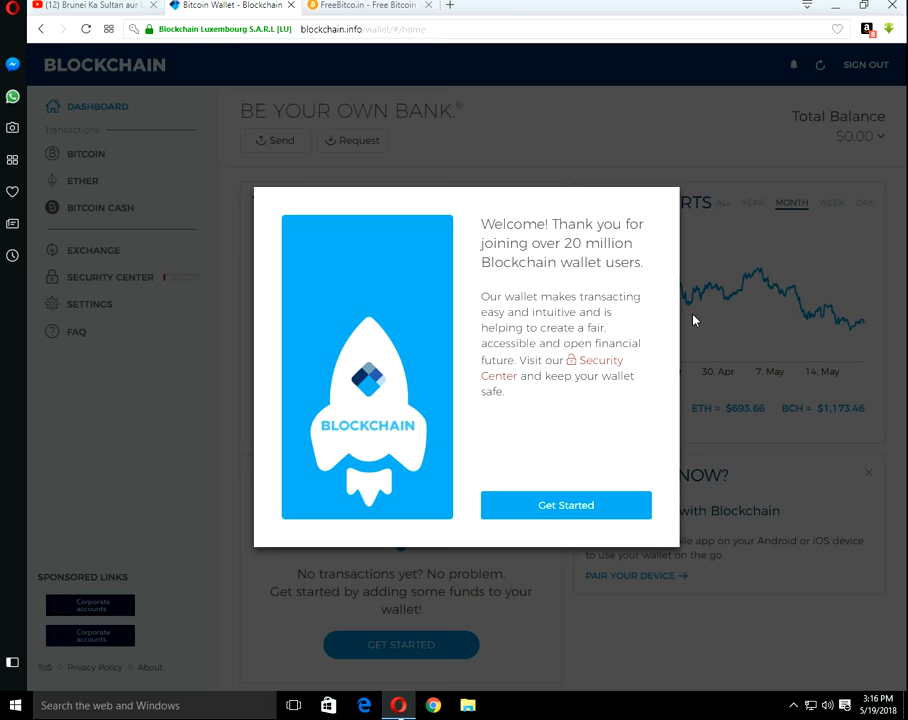 (12) Brunei Ka Sultan aur
Bitcoin Wallet - Blockchain
FreeBitco.in - Free Bitcoin
Blockchain Luxembourg S.A.R.L [LU]
blockchain.info/wallet/#/home
BLOCKCHAIN
SIGN OUT
DASHBOARD
Transactions
BITCOIN
ETHER
BITCOIN CASH
EXCHANGE
SECURITY CENTER
SETTINGS
FAQ
SPONSORED LINKS
Corporate
accounts
Corporate
accounts
ToS
Privacy Policy
About
BE YOUR OWN BANK.®
Send
Request
Total Balance
$0.00
ALL YEAR MONTH WEEK DAY
30. Apr 7. May 14. May
ETH = $693.66 BCH = $1,173.46
Welcome! Thank you for
joining over 20 million
Blockchain wallet users.
Our wallet makes transacting
easy and intuitive and is
helping to create a fair,
accessible and open financial
future. Visit our Security
Center and keep your wallet
safe.
BLOCKCHAIN
Get Started
No transactions yet? No problem.
Get started by adding some funds to your
wallet!
GET STARTED
NOW?
with Blockchain
app on your Android or iOS device
to use your wallet on the go.
PAIR YOUR DEVICE
Search the web and Windows
3:16 PM
5/19/2018